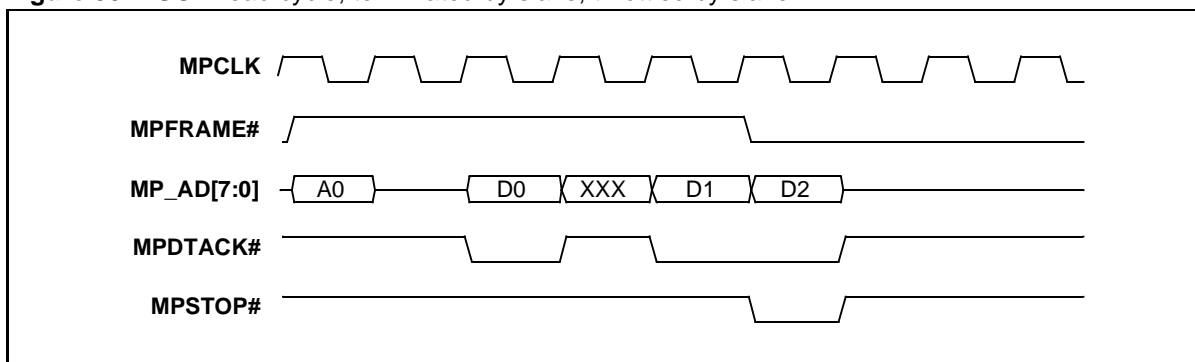 MPCLK
MPFRAME#
MP_AD[7:0] A0 D0 XXX D1 D2
MPDTACK#
MPSTOP#